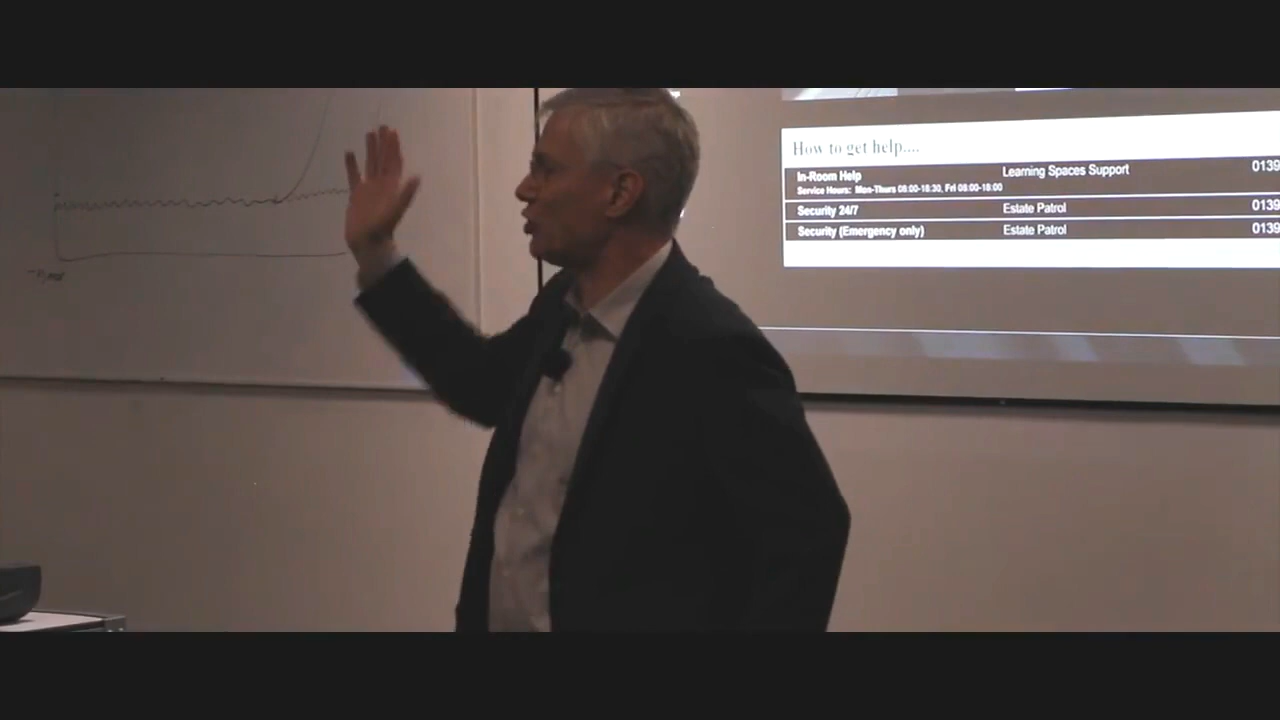 How to get help....
In-Room Help Learning Spaces Support 0139
Service Hours: Mon-Thurs 08:00-18:30, Fri 08:00-18:00
Security 24/7 Estate Patrol 0139
Security (Emergency only) Estate Patrol 0139